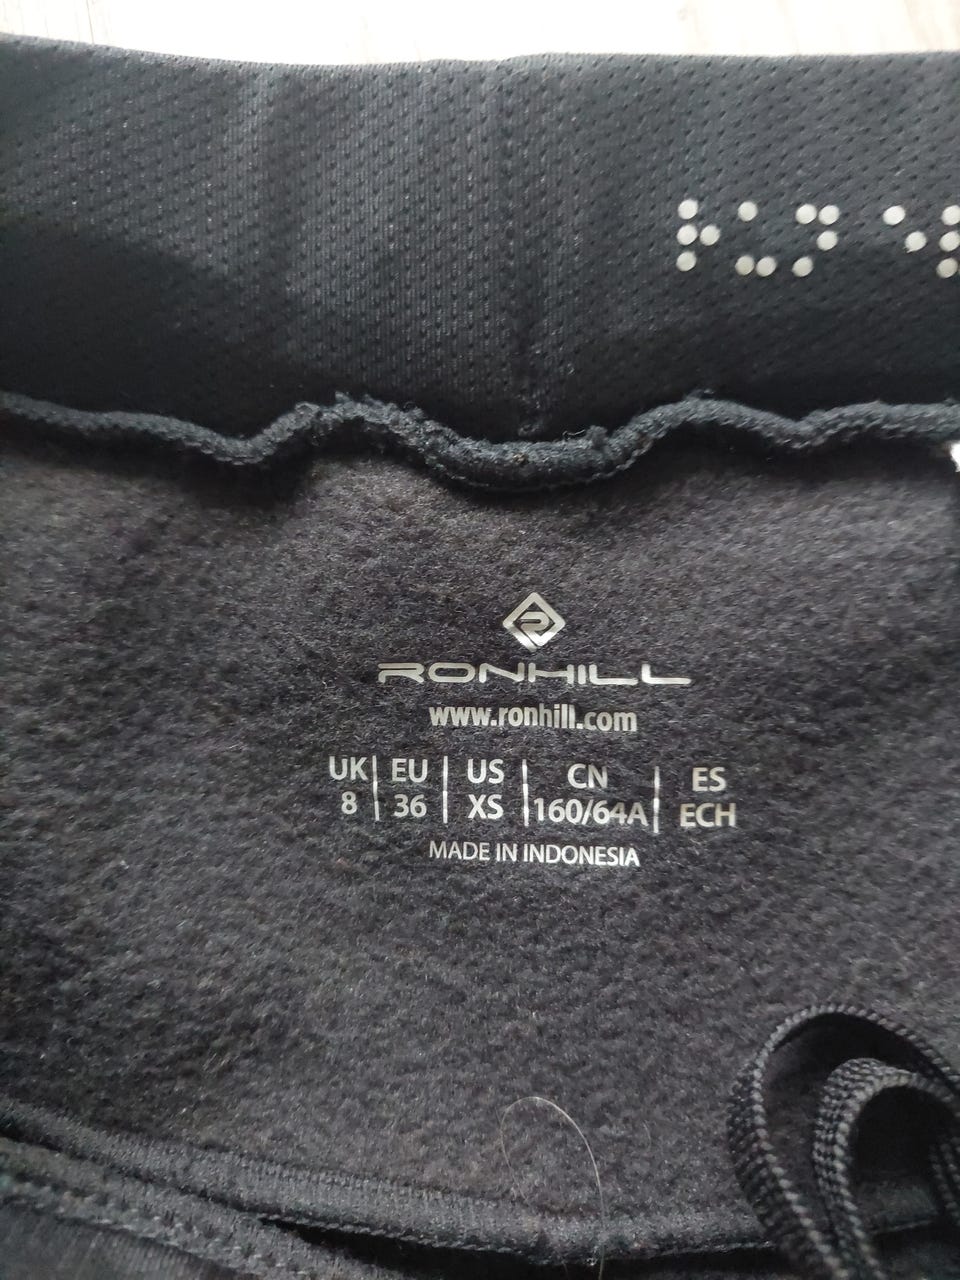 RONHILL
www.ronhill.com
UK | EU | US | CN | ES
8 | 36 | XS | 160/64A | ECH
MADE IN INDONESIA